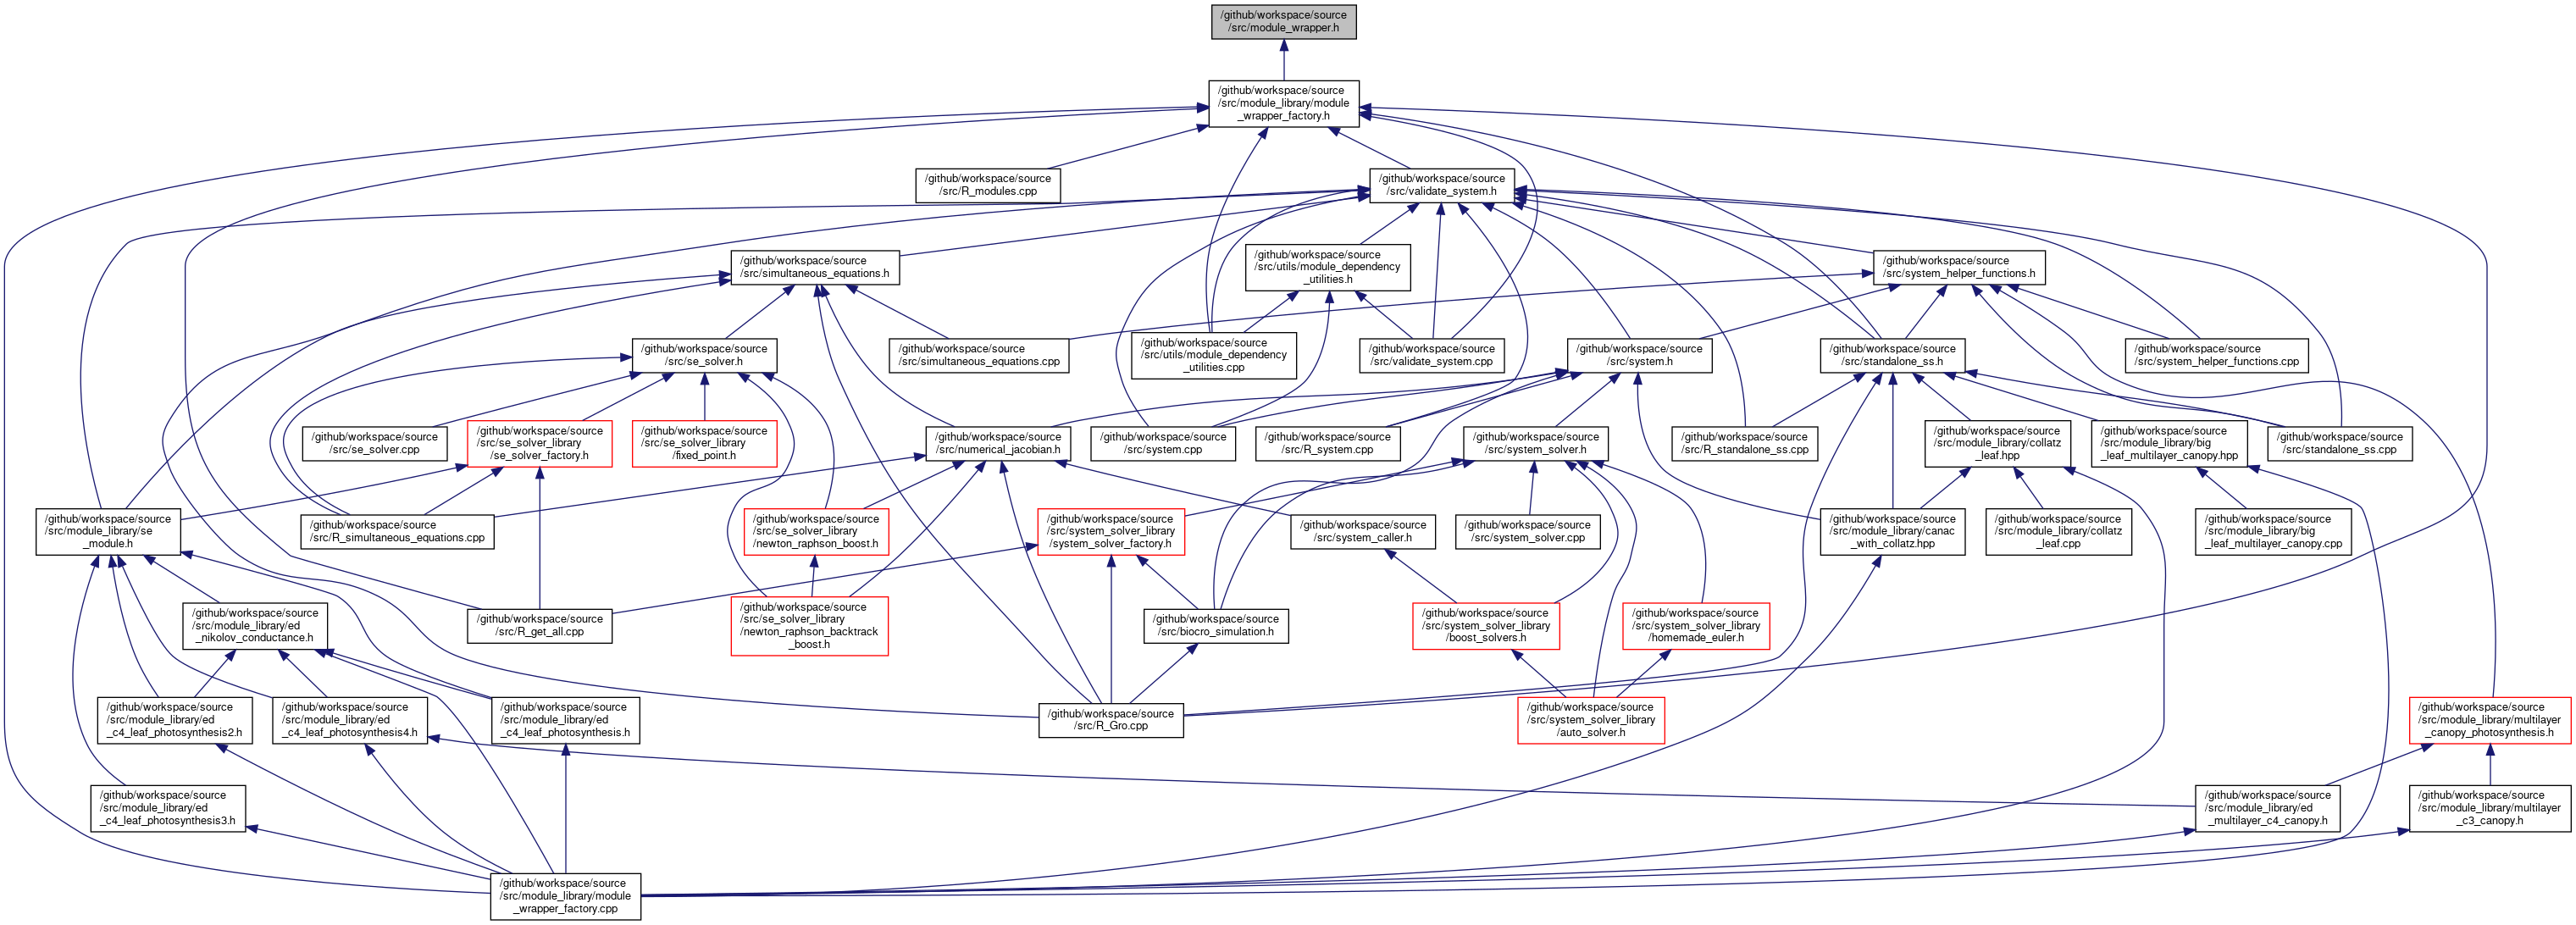 /github/workspace/source
/src/module_wrapper.h
/github/workspace/source
/src/module_library/module
_wrapper_factory.h
/github/workspace/source
/src/R_modules.cpp
/github/workspace/source
/src/validate_system.h
/github/workspace/source
/src/simultaneous_equations.h
/github/workspace/source
/src/utils/module_dependency
_utilities.h
/github/workspace/source
/src/system_helper_functions.h
/github/workspace/source
/src/se_solver.h
/github/workspace/source
/src/simultaneous_equations.cpp
/github/workspace/source
/src/utils/module_dependency
_utilities.cpp
/github/workspace/source
/src/validate_system.cpp
/github/workspace/source
/src/system.h
/github/workspace/source
/src/standalone_ss.h
/github/workspace/source
/src/system_helper_functions.cpp
/github/workspace/source
/src/se_solver.cpp
/github/workspace/source
/src/se_solver_library
/se_solver_factory.h
/github/workspace/source
/src/se_solver_library
/fixed_point.h
/github/workspace/source
/src/numerical_jacobian.h
/github/workspace/source
/src/system.cpp
/github/workspace/source
/src/R_system.cpp
/github/workspace/source
/src/system_solver.h
/github/workspace/source
/src/R_standalone_ss.cpp
/github/workspace/source
/src/module_library/collatz
_leaf.hpp
/github/workspace/source
/src/module_library/big
_leaf_multilayer_canopy.hpp
/github/workspace/source
/src/standalone_ss.cpp
/github/workspace/source
/src/module_library/se
_module.h
/github/workspace/source
/src/R_simultaneous_equations.cpp
/github/workspace/source
/src/se_solver_library
/newton_raphson_boost.h
/github/workspace/source
/src/system_solver_library
/system_solver_factory.h
/github/workspace/source
/src/system_caller.h
/github/workspace/source
/src/system_solver.cpp
/github/workspace/source
/src/module_library/canac
_with_collatz.hpp
/github/workspace/source
/src/module_library/collatz
_leaf.cpp
/github/workspace/source
/src/module_library/big
_leaf_multilayer_canopy.cpp
/github/workspace/source
/src/module_library/ed
_nikolov_conductance.h
/github/workspace/source
/src/R_get_all.cpp
/github/workspace/source
/src/se_solver_library
/newton_raphson_backtrack
_boost.h
/github/workspace/source
/src/biocro_simulation.h
/github/workspace/source
/src/system_solver_library
/boost_solvers.h
/github/workspace/source
/src/system_solver_library
/homemade_euler.h
/github/workspace/source
/src/module_library/ed
_c4_leaf_photosynthesis2.h
/github/workspace/source
/src/module_library/ed
_c4_leaf_photosynthesis4.h
/github/workspace/source
/src/module_library/ed
_c4_leaf_photosynthesis.h
/github/workspace/source
/src/R_Gro.cpp
/github/workspace/source
/src/system_solver_library
/auto_solver.h
/github/workspace/source
/src/module_library/multilayer
_canopy_photosynthesis.h
/github/workspace/source
/src/module_library/ed
_c4_leaf_photosynthesis3.h
/github/workspace/source
/src/module_library/ed
_multilayer_c4_canopy.h
/github/workspace/source
/src/module_library/multilayer
_c3_canopy.h
/github/workspace/source
/src/module_library/module
_wrapper_factory.cpp